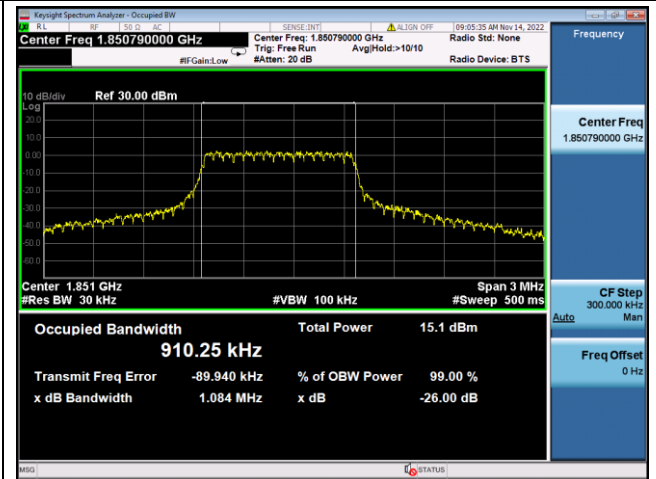 Keysight Spectrum Analyzer - Occupied BW
RL RF 50 Ω AC SENSE:INT ALIGN OFF 09:05:35 AM Nov 14, 2022
Center Freq 1.850790000 GHz Center Freq: 1.850790000 GHz Radio Std: None Frequency
Trig: Free Run Avg|Hold:>10/10
#IFGain:Low #Atten: 20 dB Radio Device: BTS
10 dB/div Ref 30.00 dBm
Log
20.0
10.0
0.00
-10.0
-20.0
-30.0
-40.0
-50.0
-60.0
Center Freq
1.850790000 GHz
Center 1.851 GHz Span 3 MHz
#Res BW 30 kHz #VBW 100 kHz #Sweep 500 ms
CF Step
300.000 kHz
Auto Man
Occupied Bandwidth Total Power 15.1 dBm
910.25 kHz
Freq Offset
0 Hz
Transmit Freq Error -89.940 kHz % of OBW Power 99.00 %
x dB Bandwidth 1.084 MHz x dB -26.00 dB
MSG STATUS